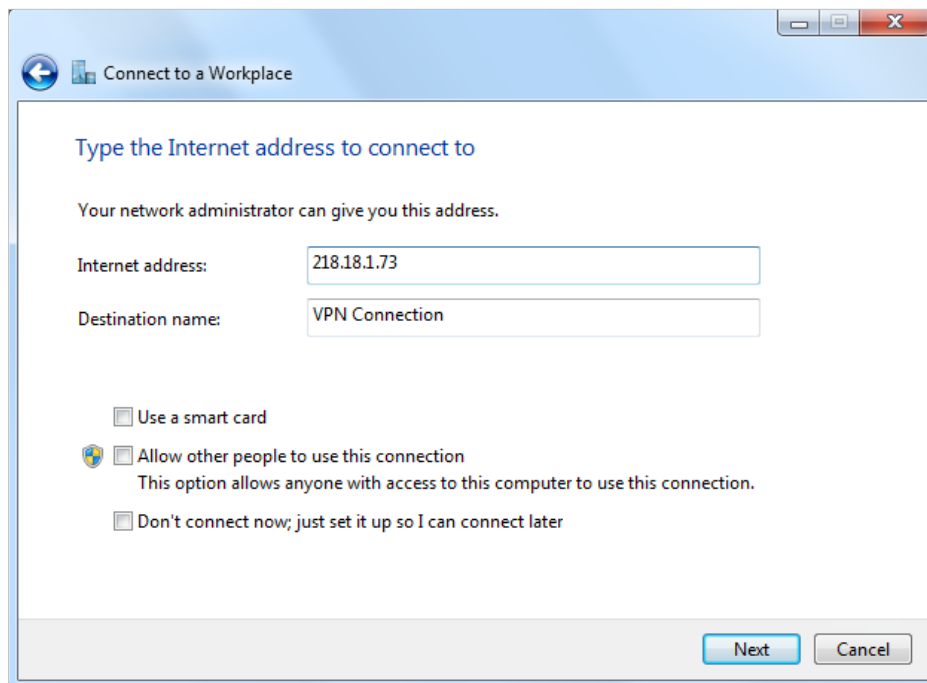 Connect to a Workplace
Type the Internet address to connect to
Your network administrator can give you this address.
Internet address: 218.18.1.73
Destination name: VPN Connection
Use a smart card
Allow other people to use this connection
This option allows anyone with access to this computer to use this connection.
Don't connect now; just set it up so I can connect later
Next Cancel